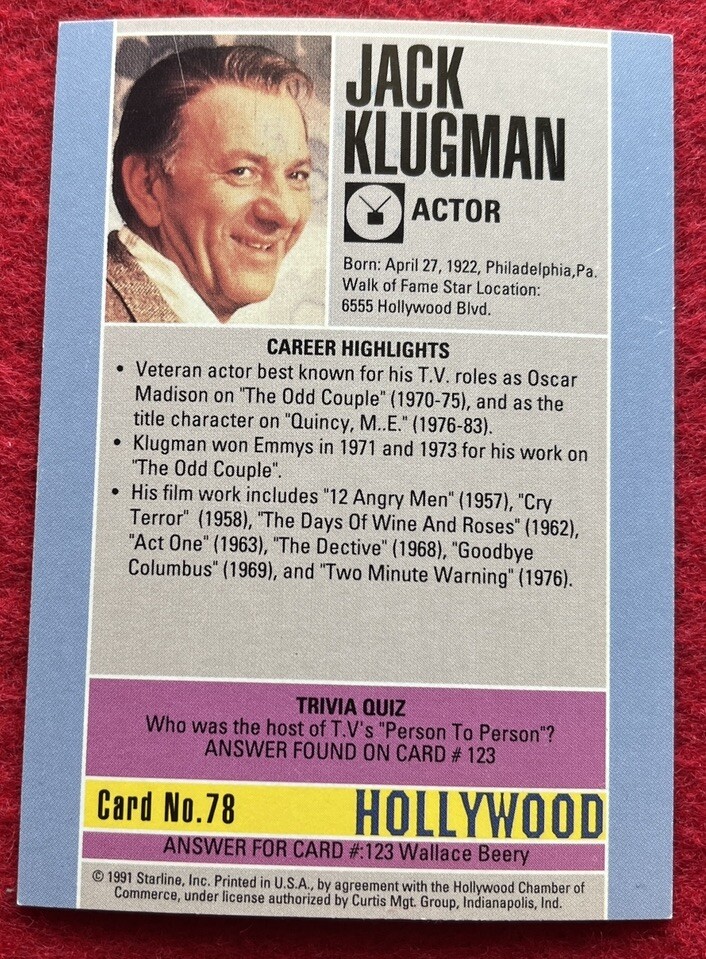 JACK
KLUGMAN
ACTOR
Born: April 27, 1922, Philadelphia,Pa.
Walk of Fame Star Location:
6555 Hollywood Blvd.
CAREER HIGHLIGHTS
• Veteran actor best known for his T.V. roles as Oscar
Madison on "The Odd Couple" (1970-75), and as the
title character on "Quincy, M..E." (1976-83).
• Klugman won Emmys in 1971 and 1973 for his work on
"The Odd Couple".
• His film work includes "12 Angry Men" (1957), "Cry
Terror" (1958), "The Days Of Wine And Roses" (1962),
"Act One" (1963), "The Dective" (1968), "Goodbye
Columbus" (1969), and "Two Minute Warning" (1976).
TRIVIA QUIZ
Who was the host of T.V's "Person To Person"?
ANSWER FOUND ON CARD # 123
Card No.78
HOLLYWOOD
ANSWER FOR CARD #:123 Wallace Beery
© 1991 Starline, Inc. Printed in U.S.A., by agreement with the Hollywood Chamber of
Commerce, under license authorized by Curtis Mgt. Group, Indianapolis, Ind.